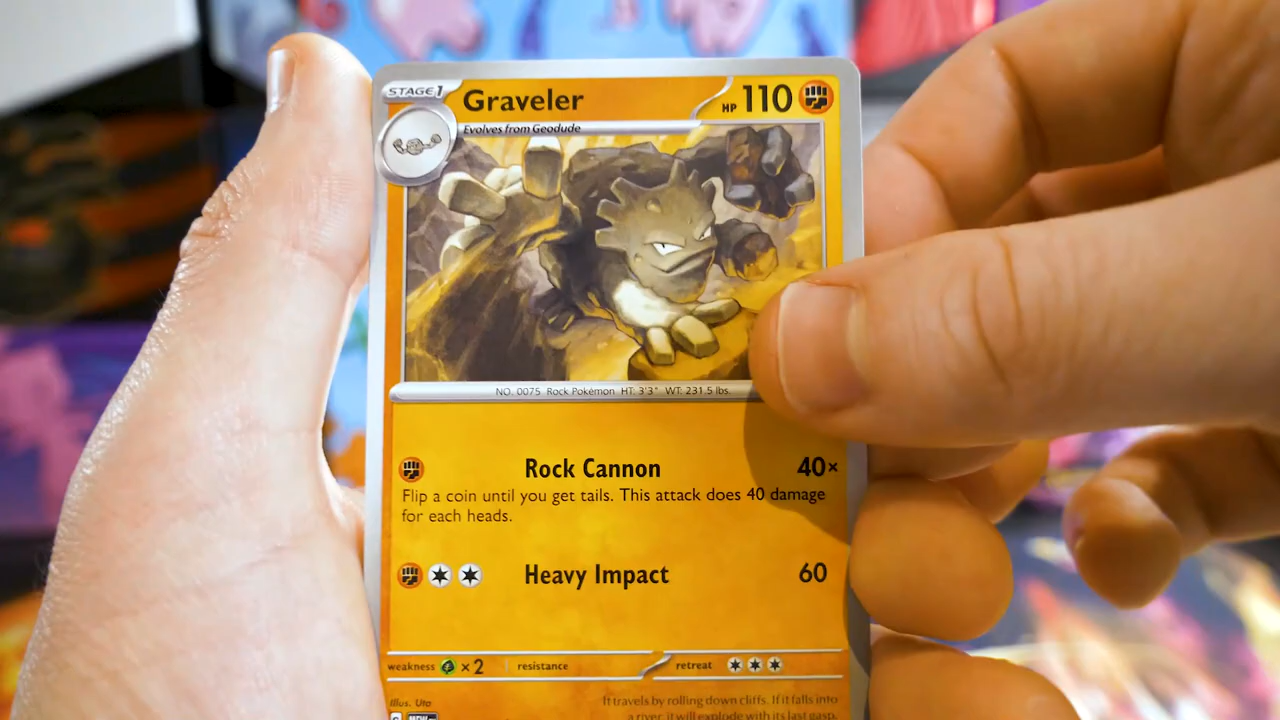 STAGE 1
Graveler
HP 110
Evolves from Geodude
NO. 0075 Rock Pokémon HT: 3'3" WT: 231.5 lbs.
Rock Cannon 40×
Flip a coin until you get tails. This attack does 40 damage
for each heads.
Heavy Impact 60
weakness ×2 resistance retreat
Illus. Uto
It travels by rolling down cliffs. If it falls into
a river, it will explode with its last gasp.